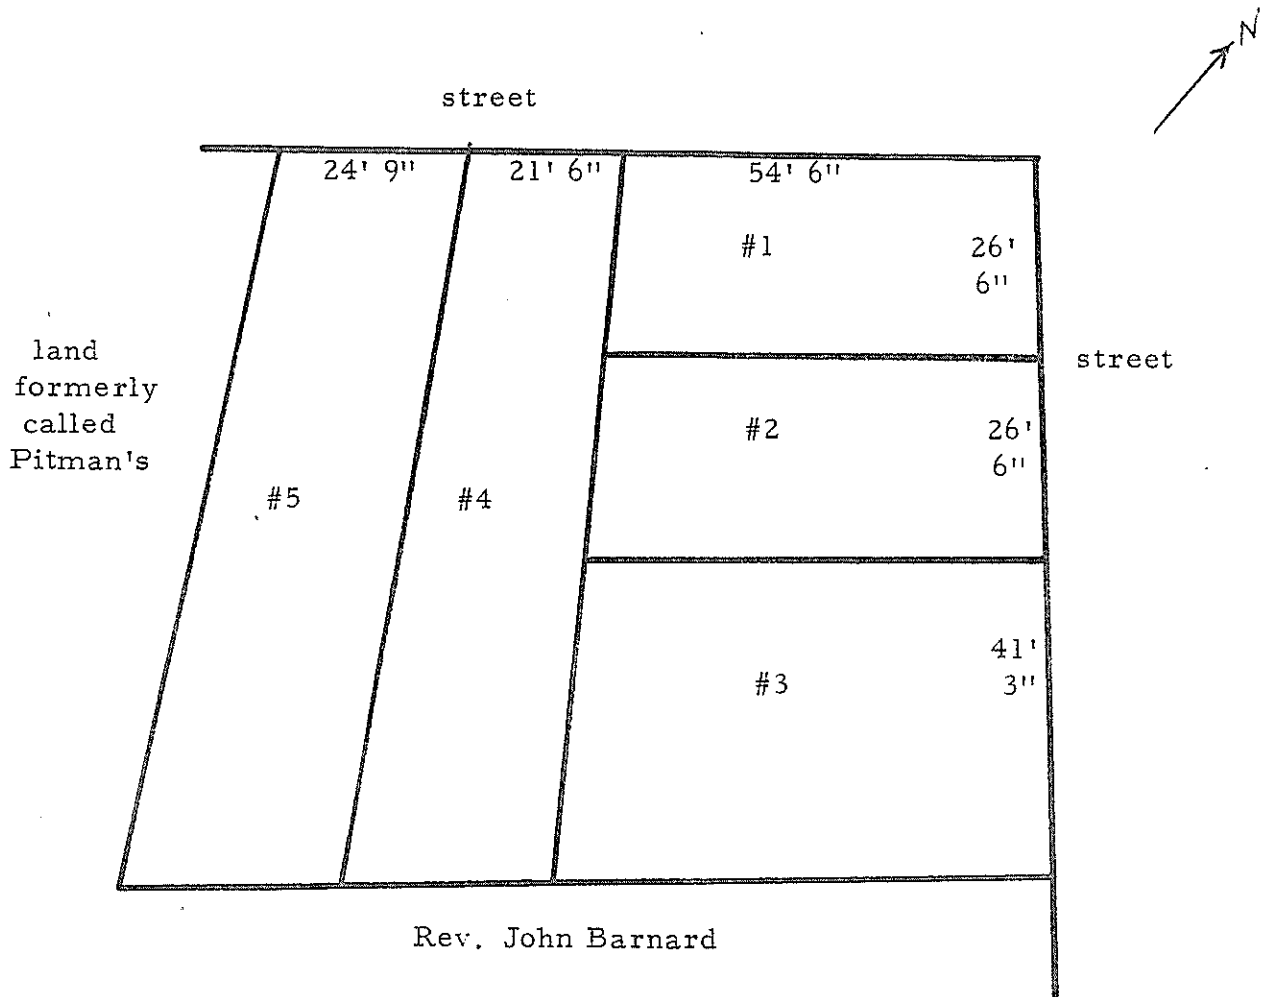 N
street
24' 9"
21' 6"
54' 6"
#1
26'
6"
land
formerly
called
Pitman's
street
#2
26'
6"
#5
#4
41'
3"
#3
Rev. John Barnard